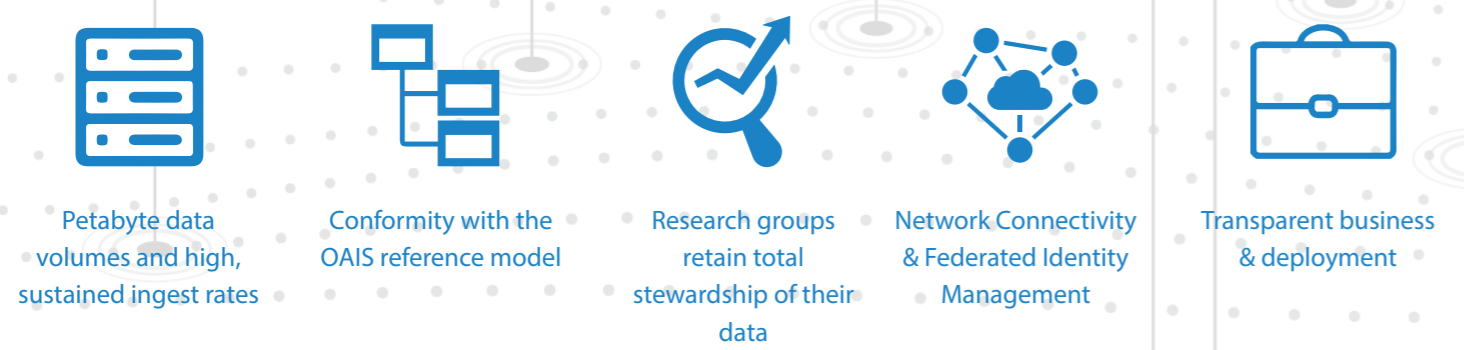 Petabyte data
volumes and high,
sustained ingest rates
Conformity with the
OAIS reference model
Research groups
retain total
stewardship of their
data
Network Connectivity
& Federated Identity
Management
Transparent business
& deployment